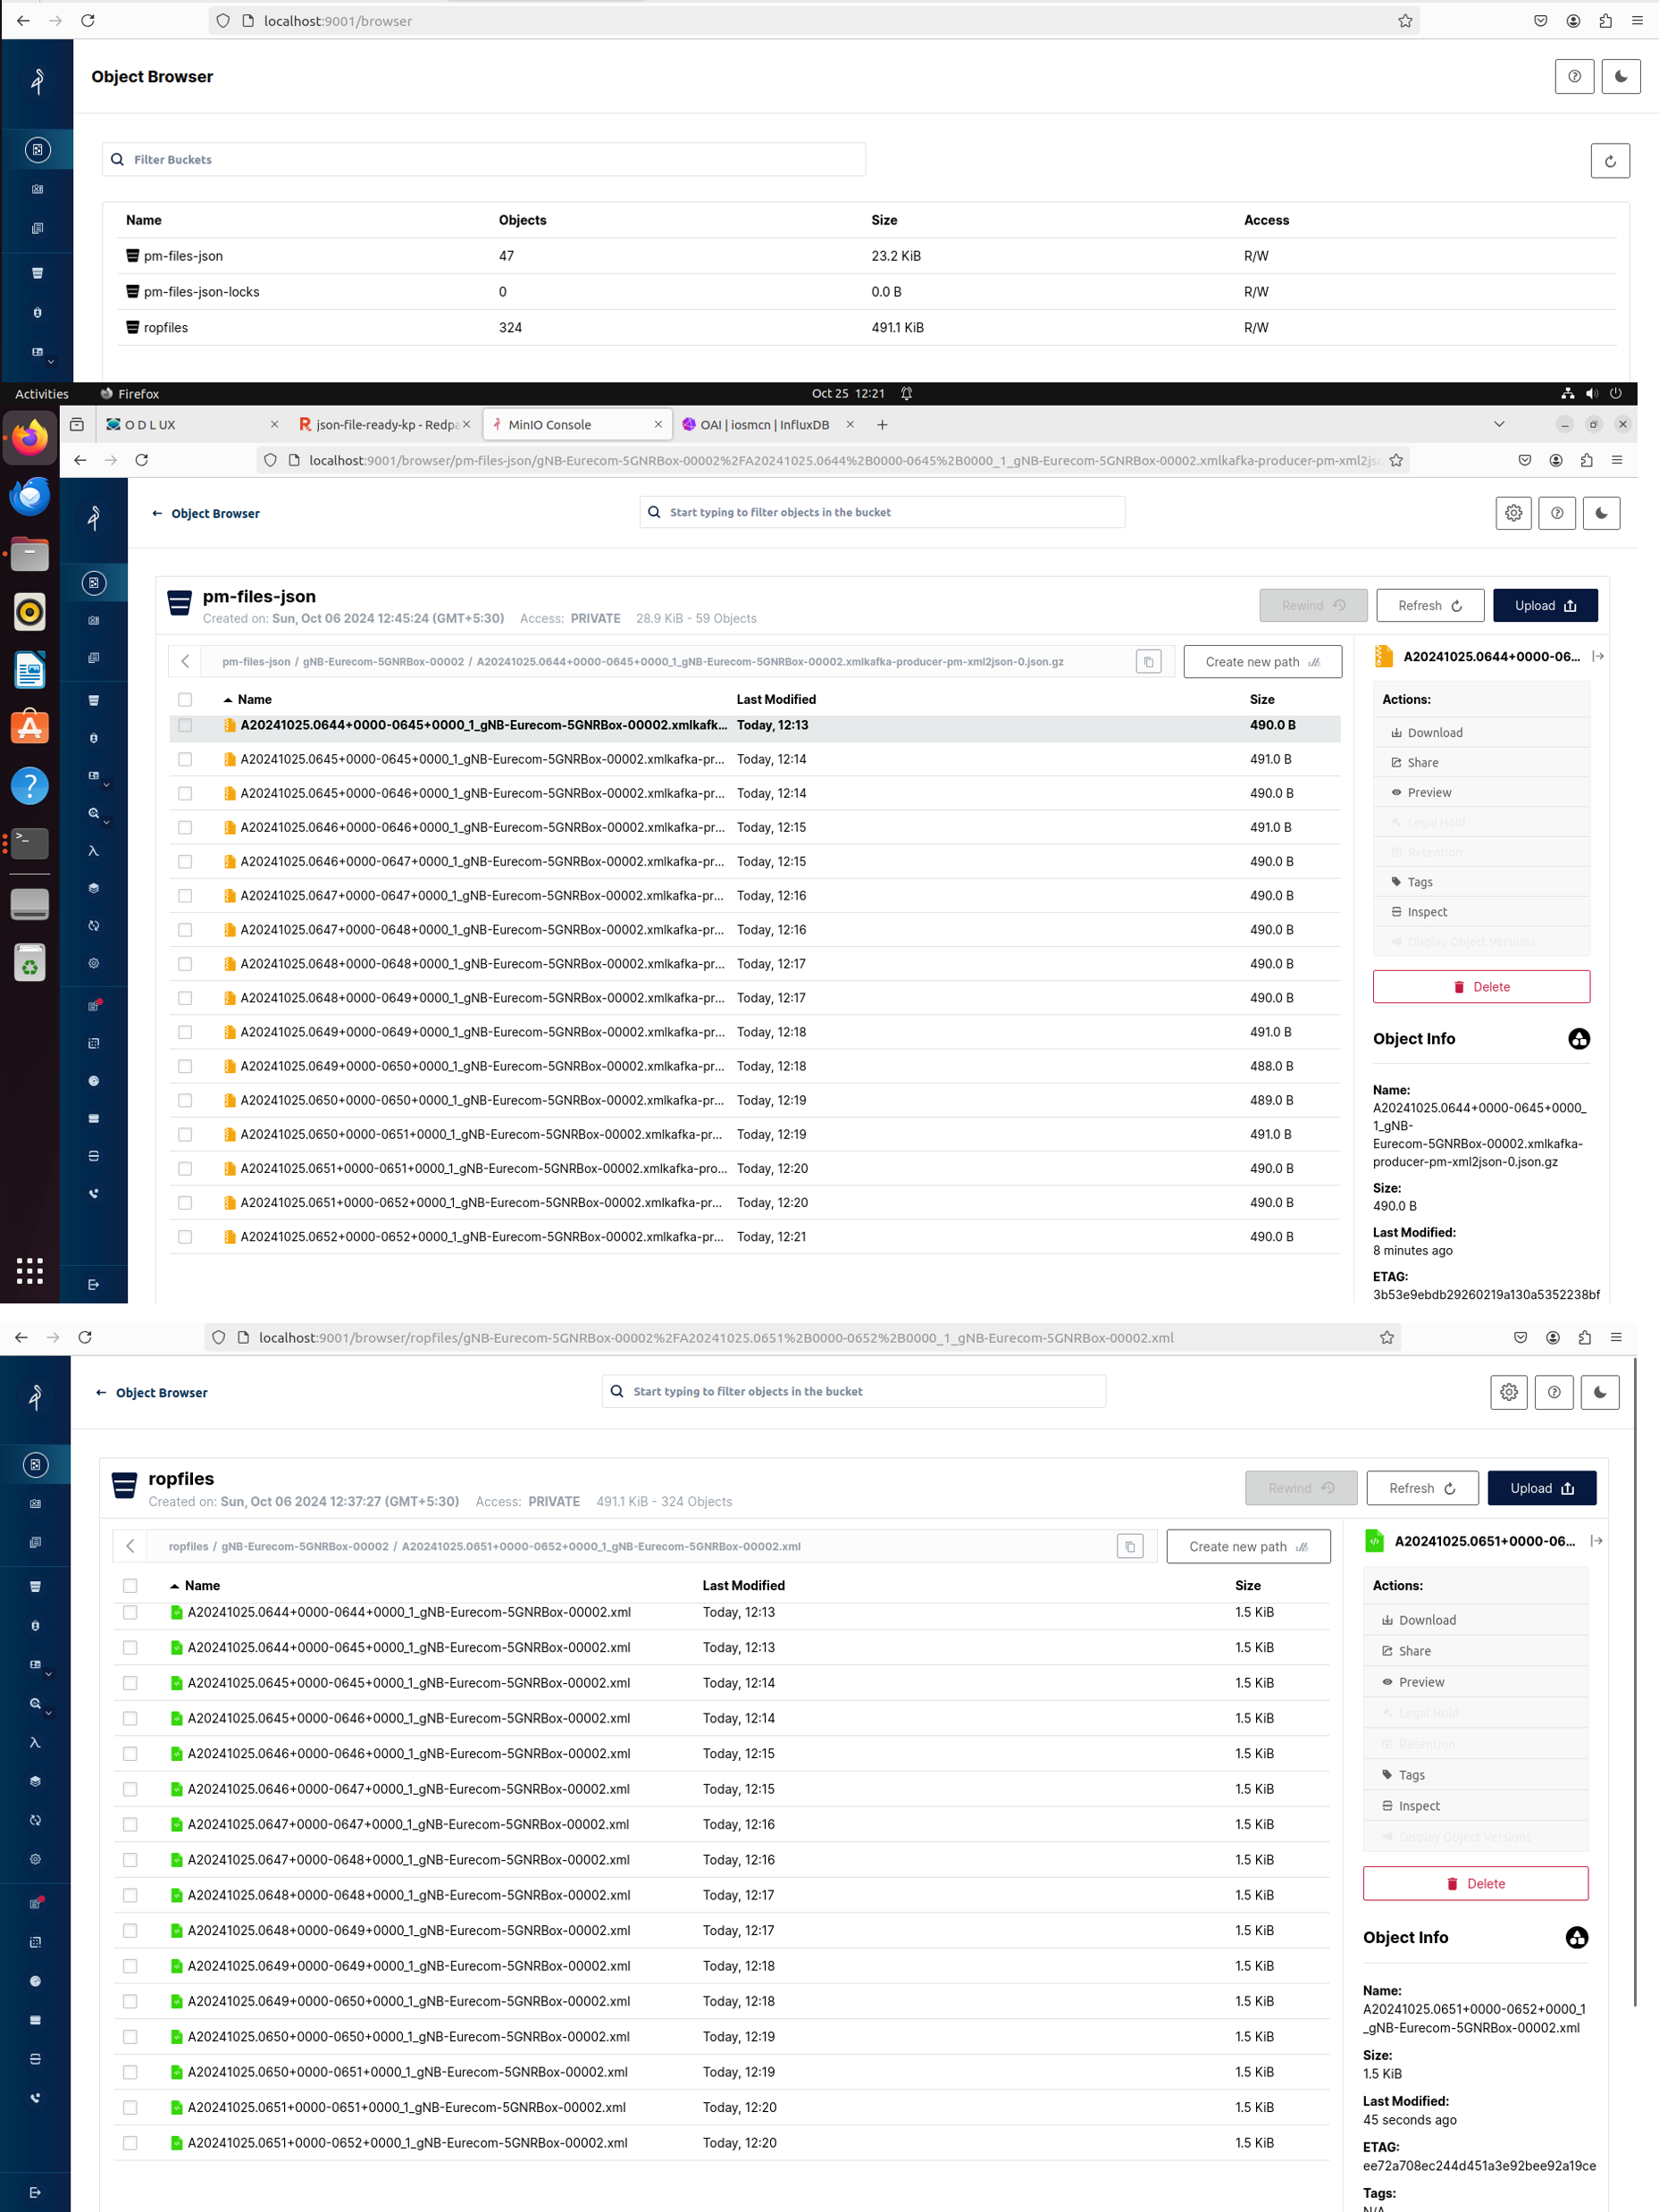 localhost:9001/browser
Object Browser
Filter Buckets
Name Objects Size Access
pm-files-json 47 23.2 KiB R/W
pm-files-json-locks 0 0.0 B R/W
ropfiles 324 491.1 KiB R/W
Activities Firefox Oct 25 12:21
O D L UX json-file-ready-kp - Redpa MinIO Console OAI | iosmcn | InfluxDB
localhost:9001/browser/pm-files-json/gNB-Eurecom-5GNRBox-00002%2FA20241025.0644%2B0000-0645%2B0000_1_gNB-Eurecom-5GNRBox-00002.xmlkafka-producer-pm-xml2jso
Object Browser Start typing to filter objects in the bucket
pm-files-json
Created on: Sun, Oct 06 2024 12:45:24 (GMT+5:30) Access: PRIVATE 28.9 KiB - 59 Objects
Rewind Refresh Upload
pm-files-json / gNB-Eurecom-5GNRBox-00002 / A20241025.0644+0000-0645+0000_1_gNB-Eurecom-5GNRBox-00002.xmlkafka-producer-pm-xml2json-0.json.gz
Create new path
Name Last Modified Size
A20241025.0644+0000-0645+0000_1_gNB-Eurecom-5GNRBox-00002.xmlkafk... Today, 12:13 490.0 B
A20241025.0645+0000-0645+0000_1_gNB-Eurecom-5GNRBox-00002.xmlkafka-pr... Today, 12:14 491.0 B
A20241025.0645+0000-0646+0000_1_gNB-Eurecom-5GNRBox-00002.xmlkafka-pr... Today, 12:14 490.0 B
A20241025.0646+0000-0646+0000_1_gNB-Eurecom-5GNRBox-00002.xmlkafka-pr... Today, 12:15 491.0 B
A20241025.0646+0000-0647+0000_1_gNB-Eurecom-5GNRBox-00002.xmlkafka-pr... Today, 12:15 490.0 B
A20241025.0647+0000-0647+0000_1_gNB-Eurecom-5GNRBox-00002.xmlkafka-pr... Today, 12:16 490.0 B
A20241025.0647+0000-0648+0000_1_gNB-Eurecom-5GNRBox-00002.xmlkafka-pr... Today, 12:16 490.0 B
A20241025.0648+0000-0648+0000_1_gNB-Eurecom-5GNRBox-00002.xmlkafka-pr... Today, 12:17 490.0 B
A20241025.0648+0000-0649+0000_1_gNB-Eurecom-5GNRBox-00002.xmlkafka-pr... Today, 12:17 490.0 B
A20241025.0649+0000-0649+0000_1_gNB-Eurecom-5GNRBox-00002.xmlkafka-pr... Today, 12:18 491.0 B
A20241025.0649+0000-0650+0000_1_gNB-Eurecom-5GNRBox-00002.xmlkafka-pr... Today, 12:18 488.0 B
A20241025.0650+0000-0650+0000_1_gNB-Eurecom-5GNRBox-00002.xmlkafka-pr... Today, 12:19 489.0 B
A20241025.0650+0000-0651+0000_1_gNB-Eurecom-5GNRBox-00002.xmlkafka-pr... Today, 12:19 491.0 B
A20241025.0651+0000-0651+0000_1_gNB-Eurecom-5GNRBox-00002.xmlkafka-pro... Today, 12:20 490.0 B
A20241025.0651+0000-0652+0000_1_gNB-Eurecom-5GNRBox-00002.xmlkafka-pr... Today, 12:20 490.0 B
A20241025.0652+0000-0652+0000_1_gNB-Eurecom-5GNRBox-00002.xmlkafka-pr... Today, 12:21 490.0 B
A20241025.0644+0000-06...
Actions:
Download
Share
Preview
Legal Hold
Retention
Tags
Inspect
Display Object Versions
Delete
Object Info
Name:
A20241025.0644+0000-0645+0000_
1_gNB-
Eurecom-5GNRBox-00002.xmlkafka-
producer-pm-xml2json-0.json.gz
Size:
490.0 B
Last Modified:
8 minutes ago
ETAG:
3b53e9ebdb29260219a130a5352238bf
localhost:9001/browser/ropfiles/gNB-Eurecom-5GNRBox-00002%2FA20241025.0651%2B0000-0652%2B0000_1_gNB-Eurecom-5GNRBox-00002.xml
Object Browser Start typing to filter objects in the bucket
ropfiles
Created on: Sun, Oct 06 2024 12:37:27 (GMT+5:30) Access: PRIVATE 491.1 KiB - 324 Objects
Rewind Refresh Upload
ropfiles / gNB-Eurecom-5GNRBox-00002 / A20241025.0651+0000-0652+0000_1_gNB-Eurecom-5GNRBox-00002.xml
Create new path
Name Last Modified Size
A20241025.0644+0000-0644+0000_1_gNB-Eurecom-5GNRBox-00002.xml Today, 12:13 1.5 KiB
A20241025.0644+0000-0645+0000_1_gNB-Eurecom-5GNRBox-00002.xml Today, 12:13 1.5 KiB
A20241025.0645+0000-0645+0000_1_gNB-Eurecom-5GNRBox-00002.xml Today, 12:14 1.5 KiB
A20241025.0645+0000-0646+0000_1_gNB-Eurecom-5GNRBox-00002.xml Today, 12:14 1.5 KiB
A20241025.0646+0000-0646+0000_1_gNB-Eurecom-5GNRBox-00002.xml Today, 12:15 1.5 KiB
A20241025.0646+0000-0647+0000_1_gNB-Eurecom-5GNRBox-00002.xml Today, 12:15 1.5 KiB
A20241025.0647+0000-0647+0000_1_gNB-Eurecom-5GNRBox-00002.xml Today, 12:16 1.5 KiB
A20241025.0647+0000-0648+0000_1_gNB-Eurecom-5GNRBox-00002.xml Today, 12:16 1.5 KiB
A20241025.0648+0000-0648+0000_1_gNB-Eurecom-5GNRBox-00002.xml Today, 12:17 1.5 KiB
A20241025.0648+0000-0649+0000_1_gNB-Eurecom-5GNRBox-00002.xml Today, 12:17 1.5 KiB
A20241025.0649+0000-0649+0000_1_gNB-Eurecom-5GNRBox-00002.xml Today, 12:18 1.5 KiB
A20241025.0649+0000-0650+0000_1_gNB-Eurecom-5GNRBox-00002.xml Today, 12:18 1.5 KiB
A20241025.0650+0000-0650+0000_1_gNB-Eurecom-5GNRBox-00002.xml Today, 12:19 1.5 KiB
A20241025.0650+0000-0651+0000_1_gNB-Eurecom-5GNRBox-00002.xml Today, 12:19 1.5 KiB
A20241025.0651+0000-0651+0000_1_gNB-Eurecom-5GNRBox-00002.xml Today, 12:20 1.5 KiB
A20241025.0651+0000-0652+0000_1_gNB-Eurecom-5GNRBox-00002.xml Today, 12:20 1.5 KiB
A20241025.0651+0000-06...
Actions:
Download
Share
Preview
Legal Hold
Retention
Tags
Inspect
Display Object Versions
Delete
Object Info
Name:
A20241025.0651+0000-0652+0000_1
_gNB-Eurecom-5GNRBox-00002.xml
Size:
1.5 KiB
Last Modified:
45 seconds ago
ETAG:
ee72a708ec244d451a3e92bee92a19ce
Tags:
N/A